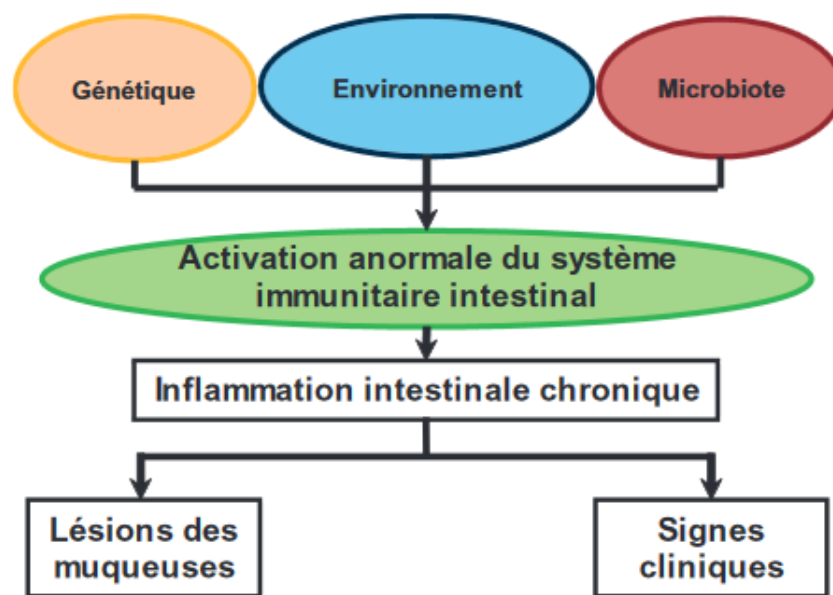 Génétique
Environnement
Microbiote
Activation anormale du système
immunitaire intestinal
Inflammation intestinale chronique
Lésions des
muqueuses
Signes
cliniques